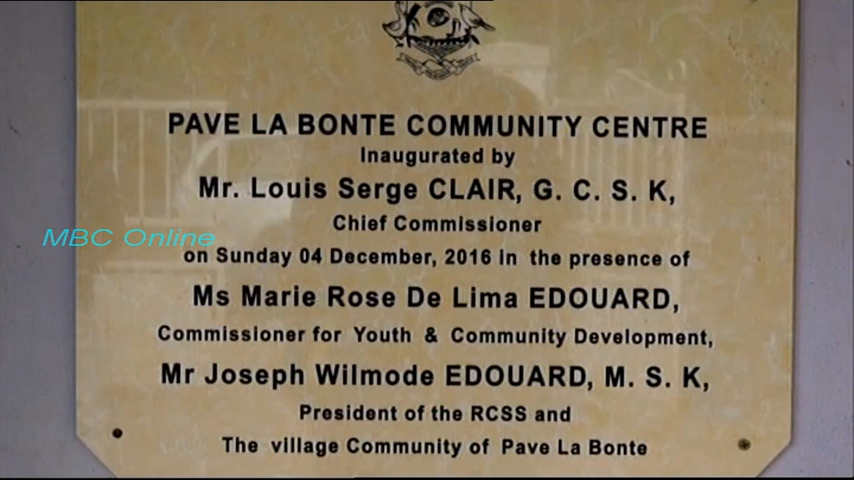 PAVE LA BONTE COMMUNITY CENTRE
Inaugurated by
Mr. Louis Serge CLAIR, G. C. S. K,
Chief Commissioner
MBC Online
on Sunday 04 December, 2016 in the presence of
Ms Marie Rose De Lima EDOUARD,
Commissioner for Youth & Community Development,
Mr Joseph Wilmode EDOUARD, M. S. K,
President of the RCSS and
The village Community of Pave La Bonte